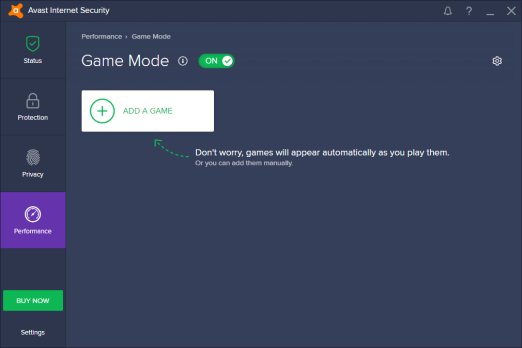 Avast Internet Security
Performance › Game Mode
Game Mode
ON
Status
Protection
Privacy
Performance
ADD A GAME
Don't worry, games will appear automatically as you play them.
Or you can add them manually.
BUY NOW
Settings